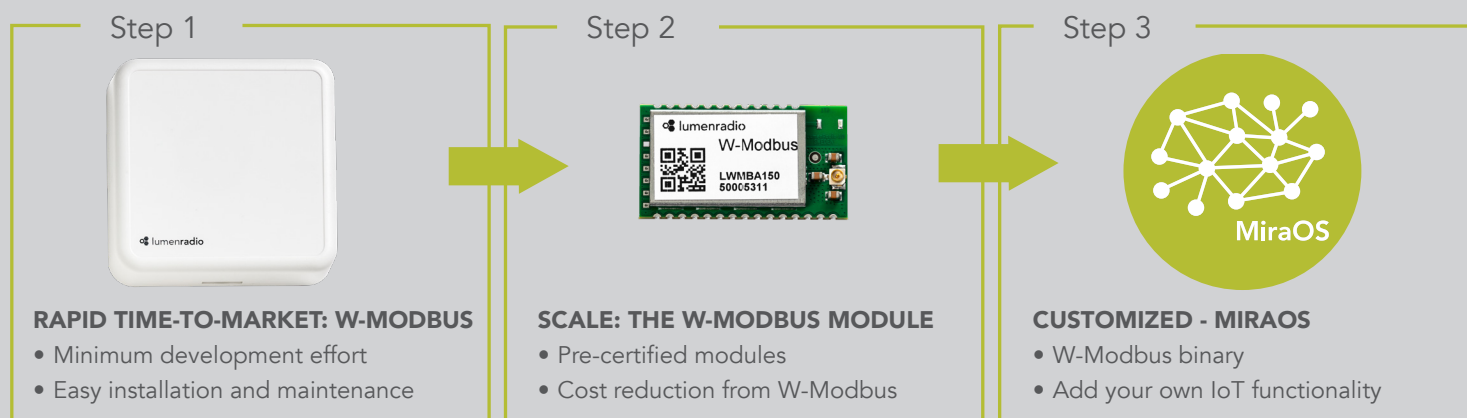 Step 1
lumenradio
RAPID TIME-TO-MARKET: W-MODBUS
• Minimum development effort
• Easy installation and maintenance
Step 2
lumenradio
W-Modbus
LWMBA150
50005311
SCALE: THE W-MODBUS MODULE
• Pre-certified modules
• Cost reduction from W-Modbus
Step 3
MiraOS
CUSTOMIZED - MIRAOS
• W-Modbus binary
• Add your own IoT functionality